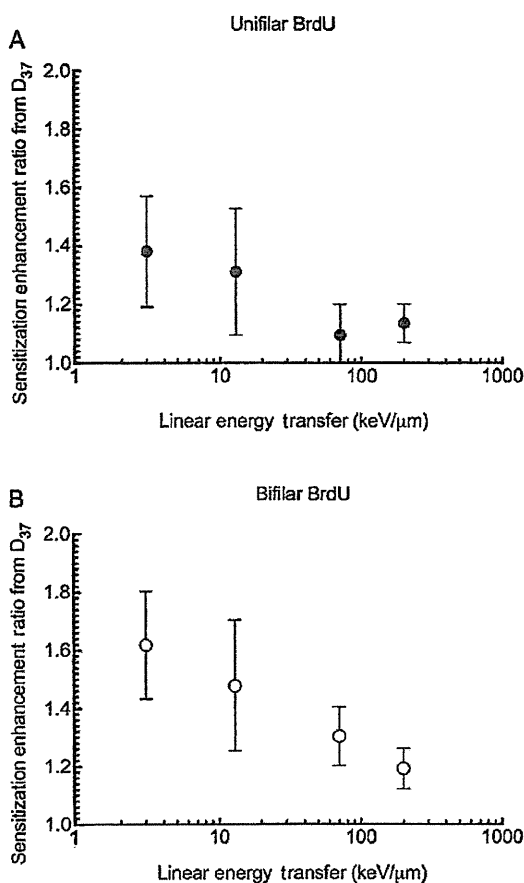 A
Unifilar BrdU
Sensitization enhancement ratio from D37
2.0
1.8
1.6
1.4
1.2
1.0
1
10
100
1000
Linear energy transfer (keV/μm)
B
Bifilar BrdU
Sensitization enhancement ratio from D37
2.0
1.8
1.6
1.4
1.2
1.0
1
10
100
1000
Linear energy transfer (keV/μm)